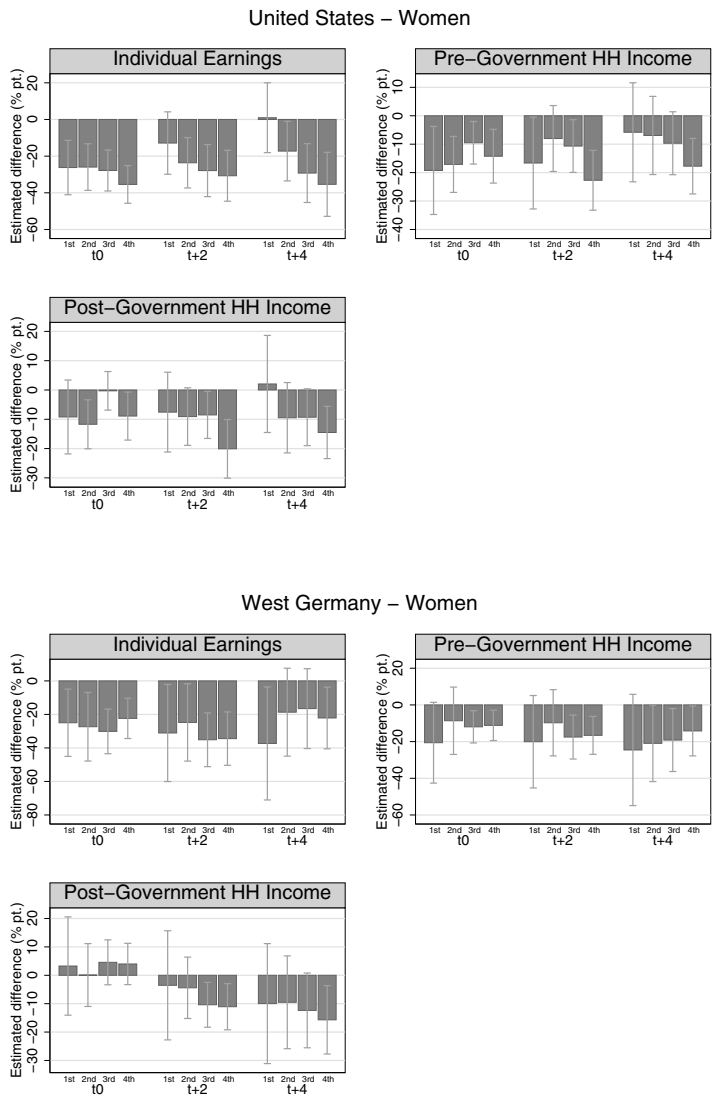 United States – Women
Individual Earnings
Estimated difference (% pt.)
20
0
−20
−40
−60
1st 2nd 3rd 4th 1st 2nd 3rd 4th 1st 2nd 3rd 4th
t0 t+2 t+4
Pre−Government HH Income
Estimated difference (% pt.)
10
0
−10
−20
−30
−40
1st 2nd 3rd 4th 1st 2nd 3rd 4th 1st 2nd 3rd 4th
t0 t+2 t+4
Post−Government HH Income
Estimated difference (% pt.)
20
10
0
−10
−20
−30
1st 2nd 3rd 4th 1st 2nd 3rd 4th 1st 2nd 3rd 4th
t0 t+2 t+4
West Germany – Women
Individual Earnings
Estimated difference (% pt.)
0
−20
−40
−60
−80
1st 2nd 3rd 4th 1st 2nd 3rd 4th 1st 2nd 3rd 4th
t0 t+2 t+4
Pre−Government HH Income
Estimated difference (% pt.)
20
0
−20
−40
−60
1st 2nd 3rd 4th 1st 2nd 3rd 4th 1st 2nd 3rd 4th
t0 t+2 t+4
Post−Government HH Income
Estimated difference (% pt.)
20
10
0
−10
−20
−30
1st 2nd 3rd 4th 1st 2nd 3rd 4th 1st 2nd 3rd 4th
t0 t+2 t+4